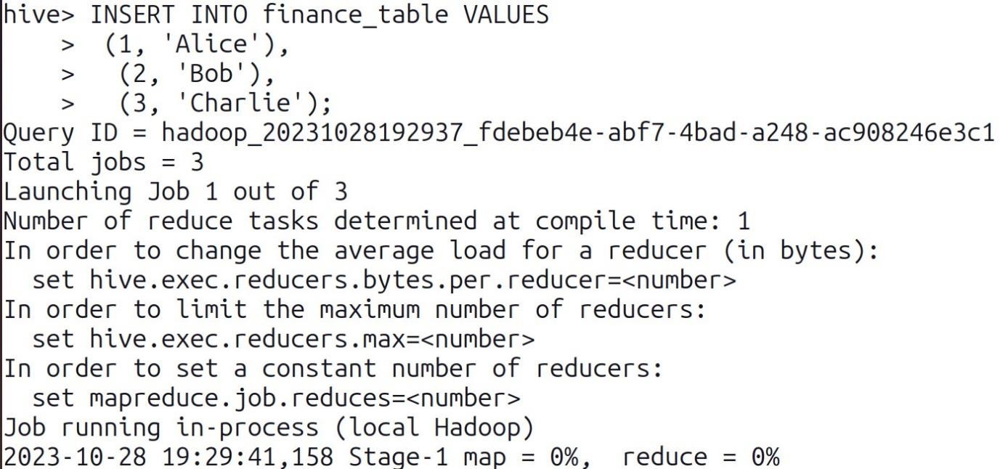 hive> INSERT INTO finance_table VALUES
    >  (1, 'Alice'),
    >   (2, 'Bob'),
    >   (3, 'Charlie');
Query ID = hadoop_20231028192937_fdebeb4e-abf7-4bad-a248-ac908246e3c1
Total jobs = 3
Launching Job 1 out of 3
Number of reduce tasks determined at compile time: 1
In order to change the average load for a reducer (in bytes):
  set hive.exec.reducers.bytes.per.reducer=<number>
In order to limit the maximum number of reducers:
  set hive.exec.reducers.max=<number>
In order to set a constant number of reducers:
  set mapreduce.job.reduces=<number>
Job running in-process (local Hadoop)
2023-10-28 19:29:41,158 Stage-1 map = 0%,  reduce = 0%